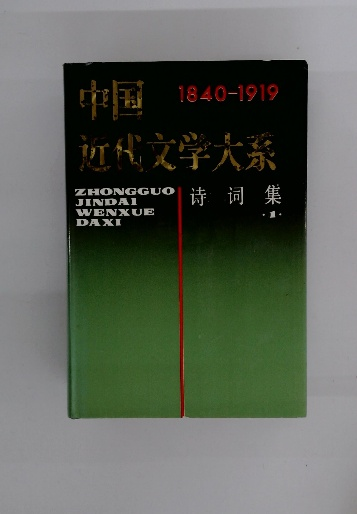 中国 1840-1919
近代文学大系
ZHONGGUO
JINDAI
WENXUE
DAXI
诗词集
·1·